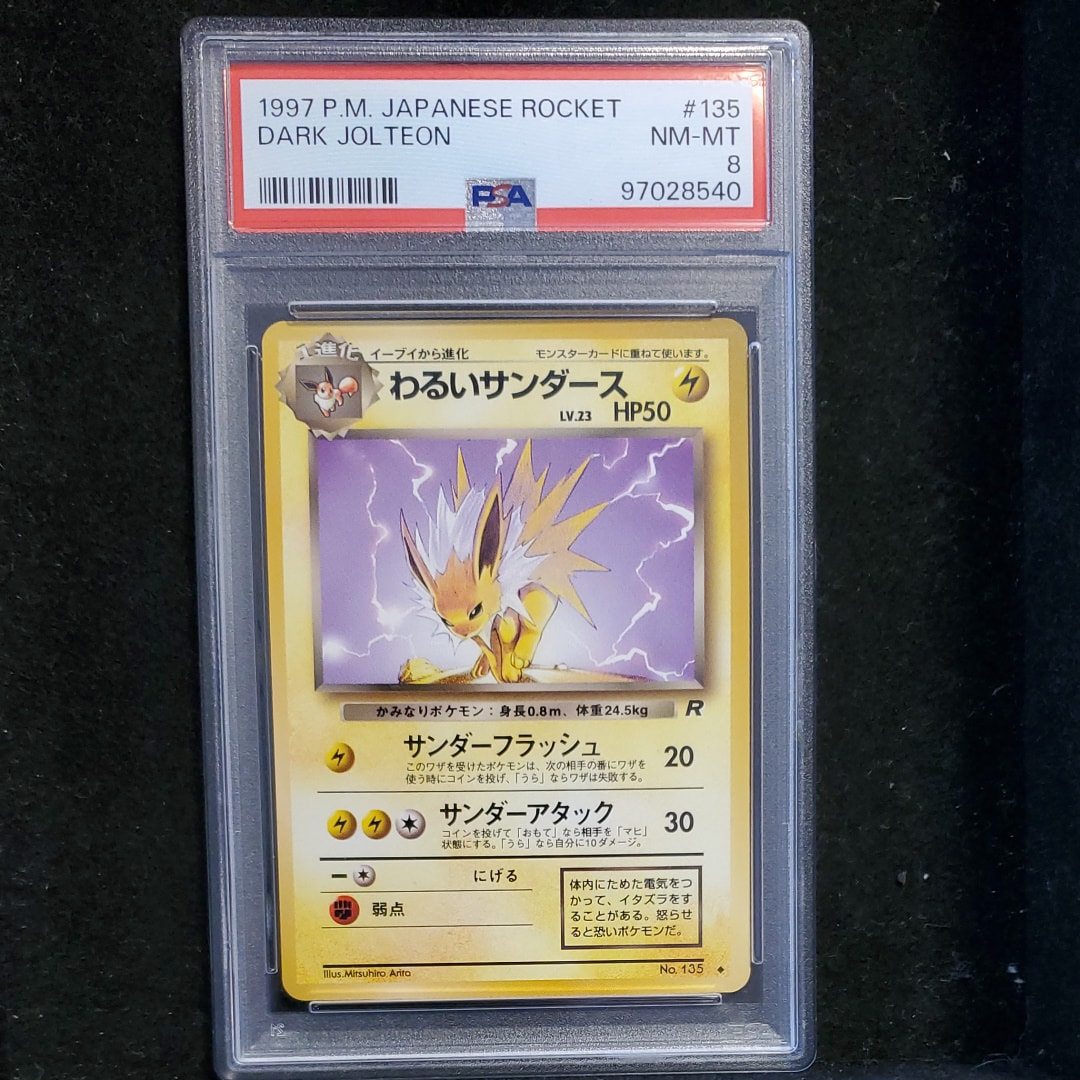 1997 P.M. JAPANESE ROCKET #135
DARK JOLTEON NM-MT
8
PSA 97028540
1進化 イーブイから進化 モンスターカードに重ねて使います。
わるいサンダース
LV.23 HP50
かみなりポケモン：身長0.8m、体重24.5kg R
サンダーフラッシュ 20
このワザを受けたポケモンは、次の相手の番にワザを
使う時にコインを投げ、「うら」ならワザは失敗する。
サンダーアタック 30
コインを投げて「おもて」なら相手を「マヒ」
状態にする。「うら」なら自分に10ダメージ。
にげる
弱点
体内にためた電気をつ
かって、イタズラをす
ることがある。怒らせ
ると恐いポケモンだ。
Illus.Mitsuhiro Arita No. 135